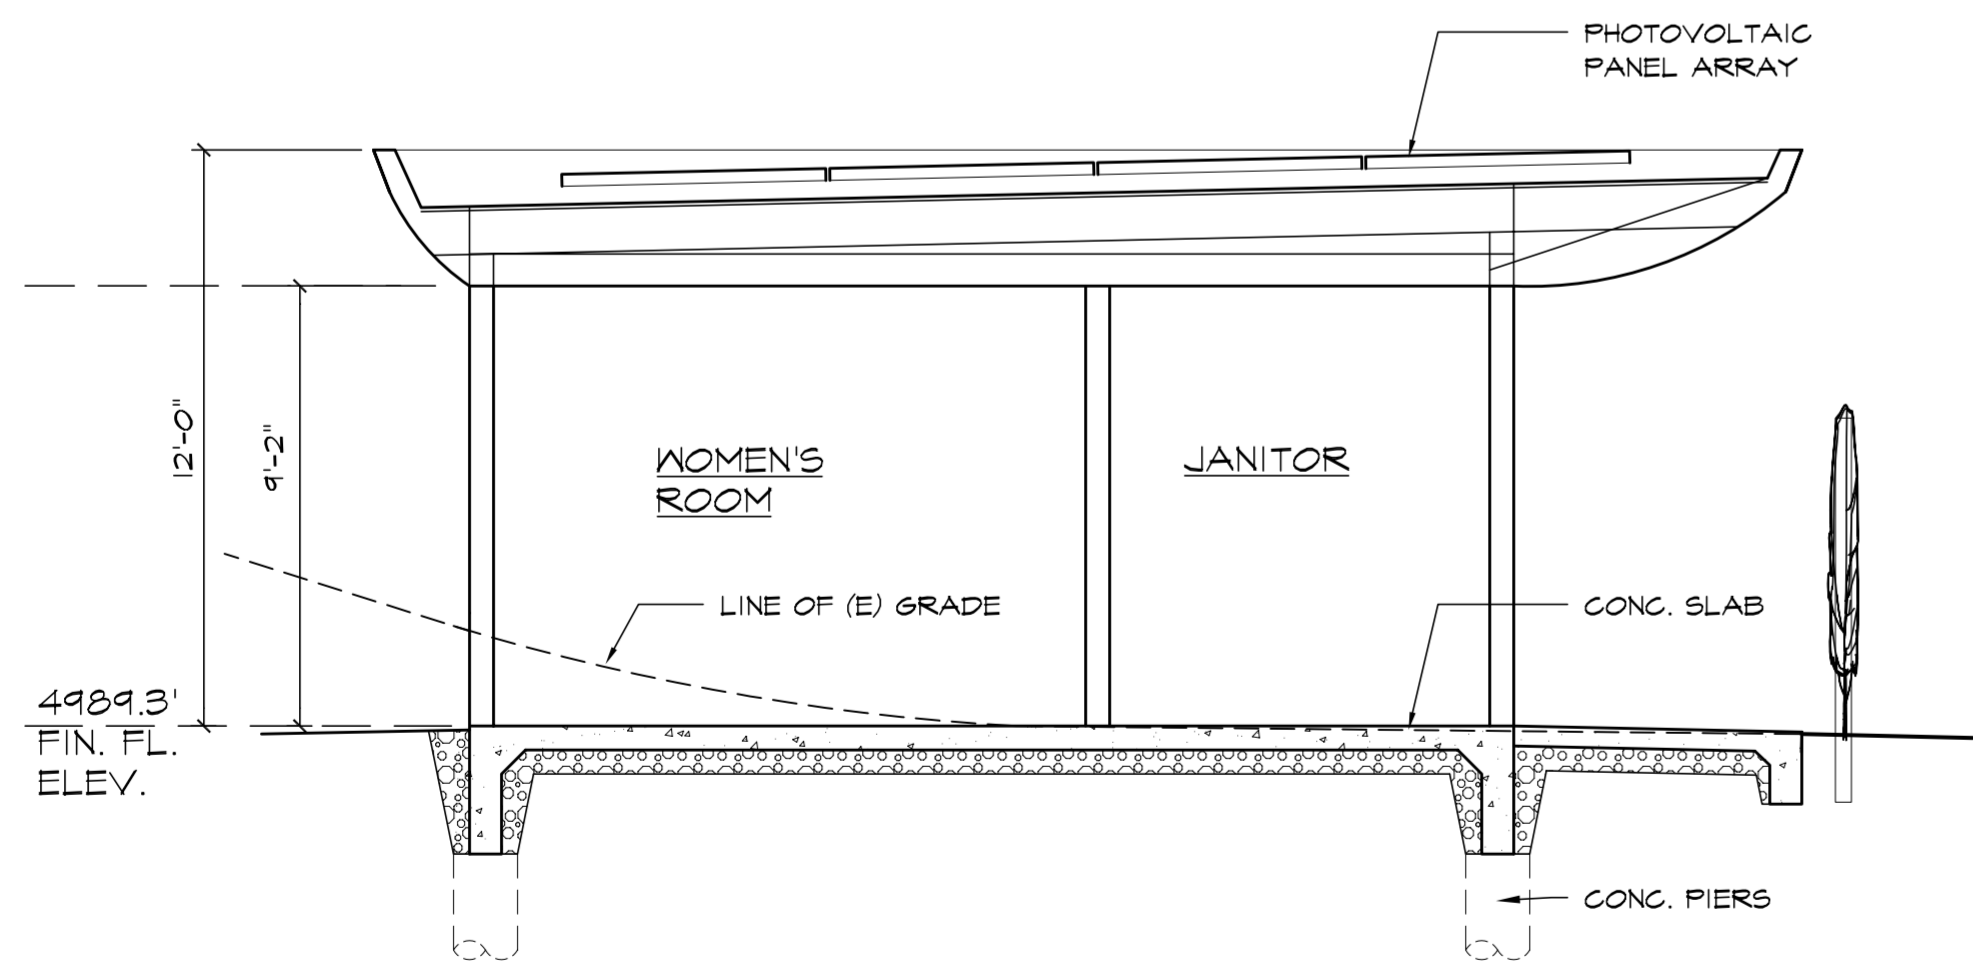 PHOTOVOLTAIC
PANEL ARRAY
12'-0"
9'-2"
WOMEN'S
ROOM
JANITOR
LINE OF (E) GRADE
CONC. SLAB
4989.3'
FIN. FL.
ELEV.
CONC. PIERS